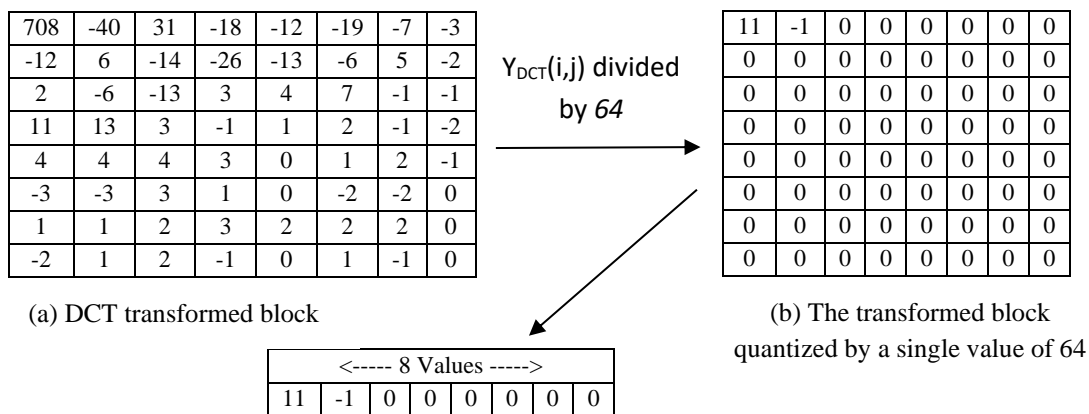 708 -40 31 -18 -12 -19 -7 -3
-12 6 -14 -26 -13 -6 5 -2
2 -6 -13 3 4 7 -1 -1
11 13 3 -1 1 2 -1 -2
4 4 4 3 0 1 2 -1
-3 -3 3 1 0 -2 -2 0
1 1 2 3 2 2 2 0
-2 1 2 -1 0 1 -1 0
(a) DCT transformed block
YDCT(i,j) divided
by 64
11 -1 0 0 0 0 0 0
0 0 0 0 0 0 0 0
0 0 0 0 0 0 0 0
0 0 0 0 0 0 0 0
0 0 0 0 0 0 0 0
0 0 0 0 0 0 0 0
0 0 0 0 0 0 0 0
0 0 0 0 0 0 0 0
(b) The transformed block
quantized by a single value of 64
<----- 8 Values ----->
11 -1 0 0 0 0 0 0